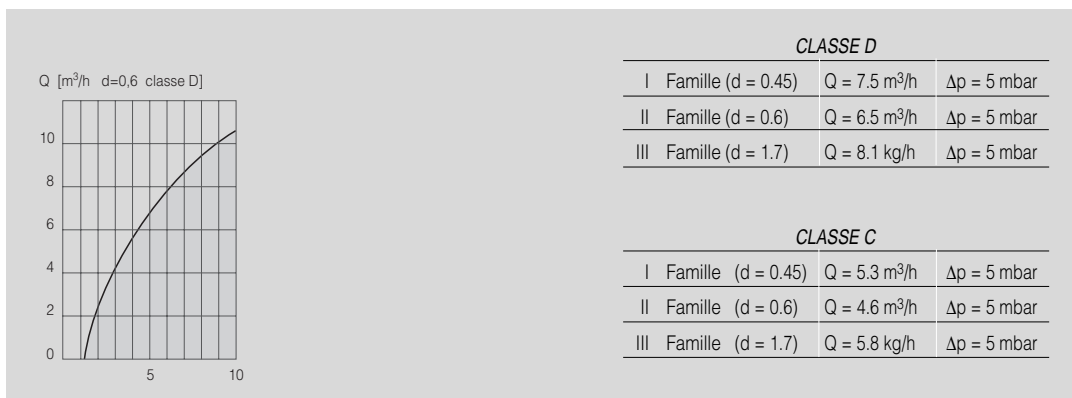 Q [m³/h d=0,6 classe D]
10
8
6
4
2
0
5 10
CLASSE D
I Famille (d = 0.45) Q = 7.5 m³/h Δp = 5 mbar
II Famille (d = 0.6) Q = 6.5 m³/h Δp = 5 mbar
III Famille (d = 1.7) Q = 8.1 kg/h Δp = 5 mbar
CLASSE C
I Famille (d = 0.45) Q = 5.3 m³/h Δp = 5 mbar
II Famille (d = 0.6) Q = 4.6 m³/h Δp = 5 mbar
III Famille (d = 1.7) Q = 5.8 kg/h Δp = 5 mbar